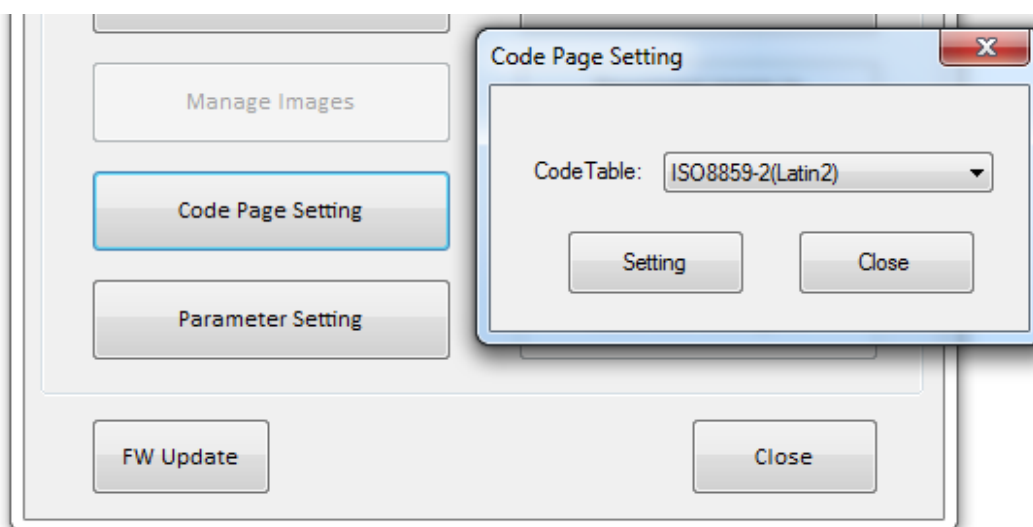 Manage Images
Code Page Setting
Parameter Setting
FW Update
Close
Code Page Setting
CodeTable:
ISO8859-2(Latin2)
Setting
Close